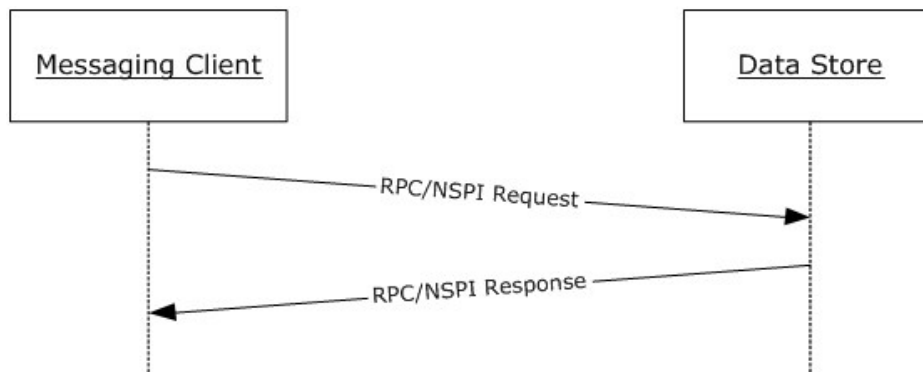 Messaging Client
Data Store
RPC/NSPI Request
RPC/NSPI Response